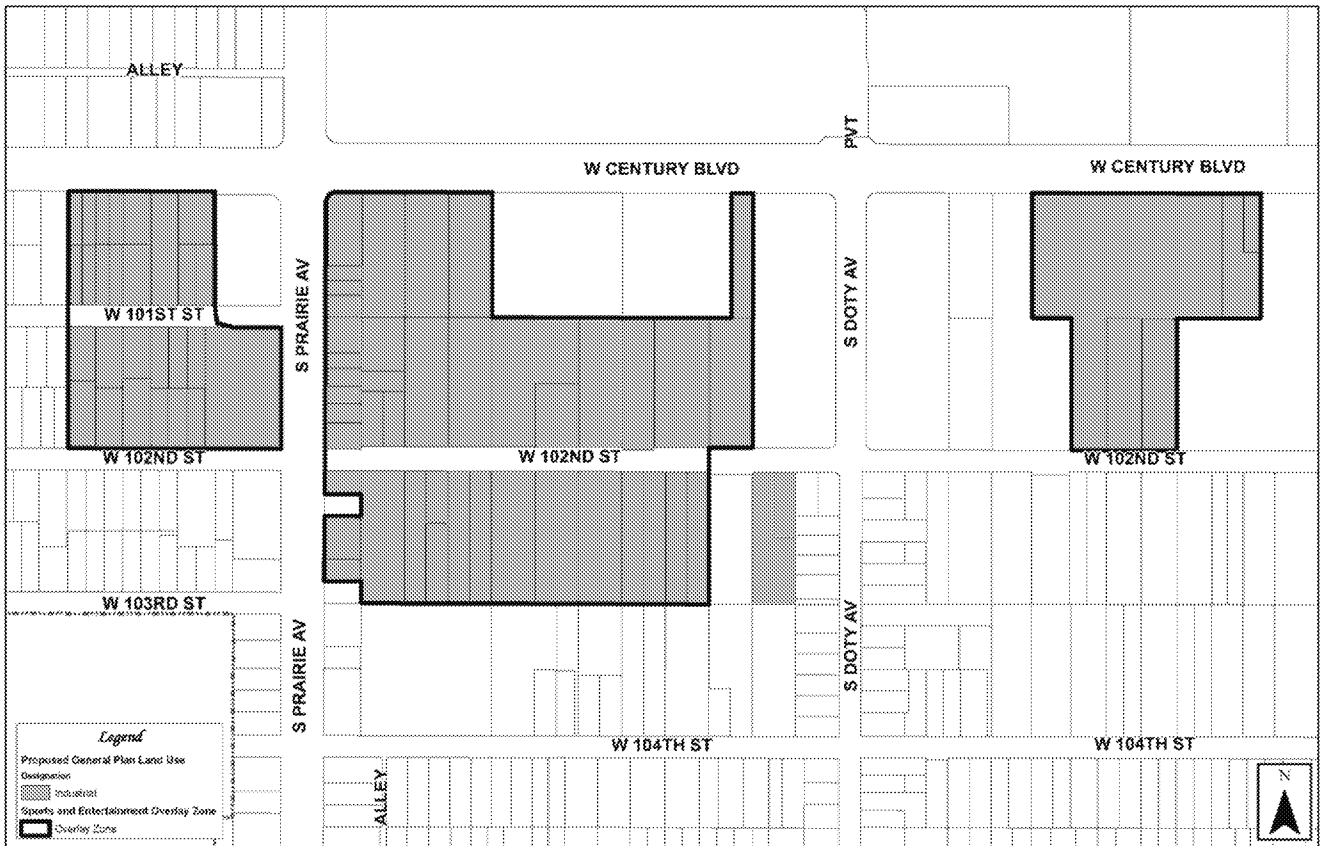 ALLEY
PVT
W CENTURY BLVD
W CENTURY BLVD
W 101ST ST
S PRAIRIE AV
S DOTY AV
W 102ND ST
W 102ND ST
W 102ND ST
W 103RD ST
S PRAIRIE AV
S DOTY AV
W 104TH ST
W 104TH ST
ALLEY
Legend
Proposed General Plan Land Use
Designation
Industrial
Sports and Entertainment Overlay Zone
Overlay Zone
N